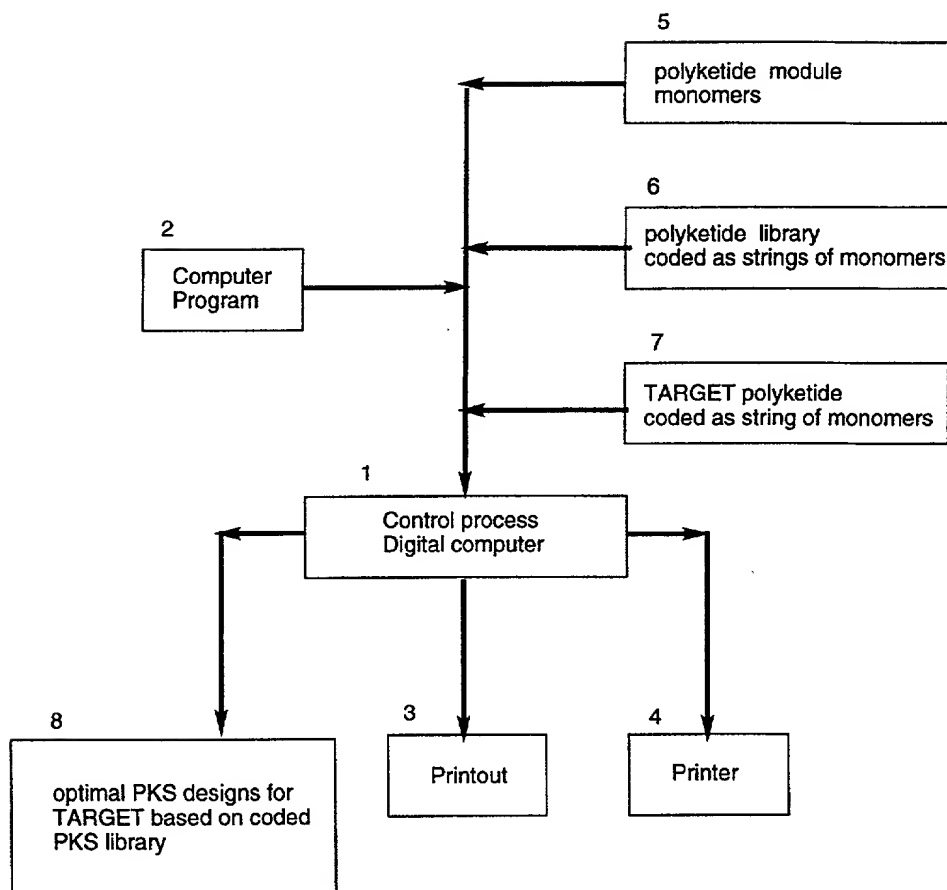 5
polyketide module
monomers
6
polyketide library
coded as strings of monomers
2
Computer
Program
7
TARGET polyketide
coded as string of monomers
1
Control process
Digital computer
8
optimal PKS designs for
TARGET based on coded
PKS library
3
Printout
4
Printer